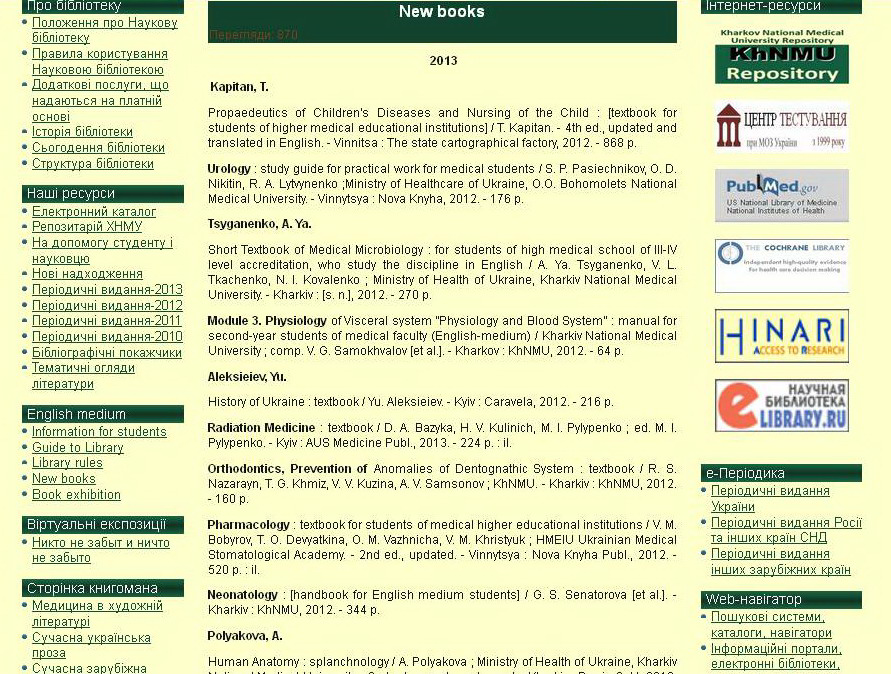 Про бібліотеку
Положення про Наукову
бібліотеку
Правила користування
Науковою бібліотекою
Додаткові послуги, що
надаються на платній
основі
Історія бібліотеки
Сьогодення бібліотеки
Структура бібліотеки
Наші ресурси
Електронний каталог
Репозитарій ХНМУ
На допомогу студенту і
науковцю
Нові надходження
Періодичні видання-2013
Періодичні видання-2012
Періодичні видання-2011
Періодичні видання-2010
Бібліографічні покажчики
Тематичні огляди
літератури
English medium
Information for students
Guide to Library
Library rules
New books
Book exhibition
Віртуальні експозиції
Никто не забыт и ничто
не забыто
Сторінка книгомана
Медицина в художній
літературі
Сучасна українська
проза
Сучасна зарубіжна
New books
Перегляди: 870
2013
Kapitan, T.
Propaedeutics of Children's Diseases and Nursing of the Child : [textbook for
students of higher medical educational institutions] / T. Kapitan. - 4th ed., updated and
translated in English. - Vinnitsa : The state cartographical factory, 2012. - 868 p.
Urology : study guide for practical work for medical students / S. P. Pasiechnikov, O. D.
Nikitin, R. A. Lytvynenko ;Ministry of Healthcare of Ukraine, O.O. Bohomolets National
Medical University. - Vinnytsya : Nova Knyha, 2012. - 176 p.
Tsyganenko, A. Ya.
Short Textbook of Medical Microbiology : for students of high medical school of III-IV
level accreditation, who study the discipline in English / A. Ya. Tsyganenko, V. L.
Tkachenko, N. I. Kovalenko ; Ministry of Health of Ukraine, Kharkiv National Medical
University. - Kharkiv : [s. n.], 2012. - 270 p.
Module 3. Physiology of Visceral system "Physiology and Blood System" : manual for
second-year students of medical faculty (English-medium) / Kharkiv National Medical
University ; comp. V. G. Samokhvalov [et al.]. - Kharkov : KhNMU, 2012. - 64 p.
Aleksieiev, Yu.
History of Ukraine : textbook / Yu. Aleksieiev. - Kyiv : Caravela, 2012. - 216 p.
Radiation Medicine : textbook / D. A. Bazyka, H. V. Kulinich, M. I. Pylypenko ; ed. M. I.
Pylypenko. - Kyiv : AUS Medicine Publ., 2013. - 224 p. : il.
Orthodontics, Prevention of Anomalies of Dentognathic System : textbook / R. S.
Nazarayn, T. G. Khmiz, V. V. Kuzina, A. V. Samsonov ; KhNMU. - Kharkov : KhNMU, 2012.
- 160 p.
Pharmacology : textbook for students of medical higher educational institutions / V. M.
Bobyrov, T. O. Devyatkina, O. M. Vazhnicha, V. M. Khristyuk ; HMEIU Ukrainian Medical
Stomatological Academy. - 2nd ed., updated. - Vinnytsya : Nova Knyha Publ., 2012. -
520 p. : il.
Neonatology : [handbook for English medium students] / G. S. Senatorova [et al.]. -
Kharkiv : KhNMU, 2012. - 344 p.
Polyakova, A.
Human Anatomy : splanchnology / A. Polyakova ; Ministry of Health of Ukraine, Kharkiv
Інтернет-ресурси
Kharkov National Medical
University Repository
KhNMU
Repository
ЦЕНТР ТЕСТУВАННЯ
при МОЗ України з 1999 року
PubMed.gov
US National Library of Medicine
National Institutes of Health
THE COCHRANE LIBRARY
Independent high-quality evidence
for health care decision making
HINARI
ACCESS TO RESEARCH
НАУЧНАЯ
БИБЛИОТЕКА
eLIBRARY.RU
е-Періодика
Періодичні видання
України
Періодичні видання Росії
та інших країн СНД
Періодичні видання
інших зарубіжних країн
Web-навігатор
Пошукові системи,
каталоги, навігатори
Інформаційні портали,
електронні бібліотеки,